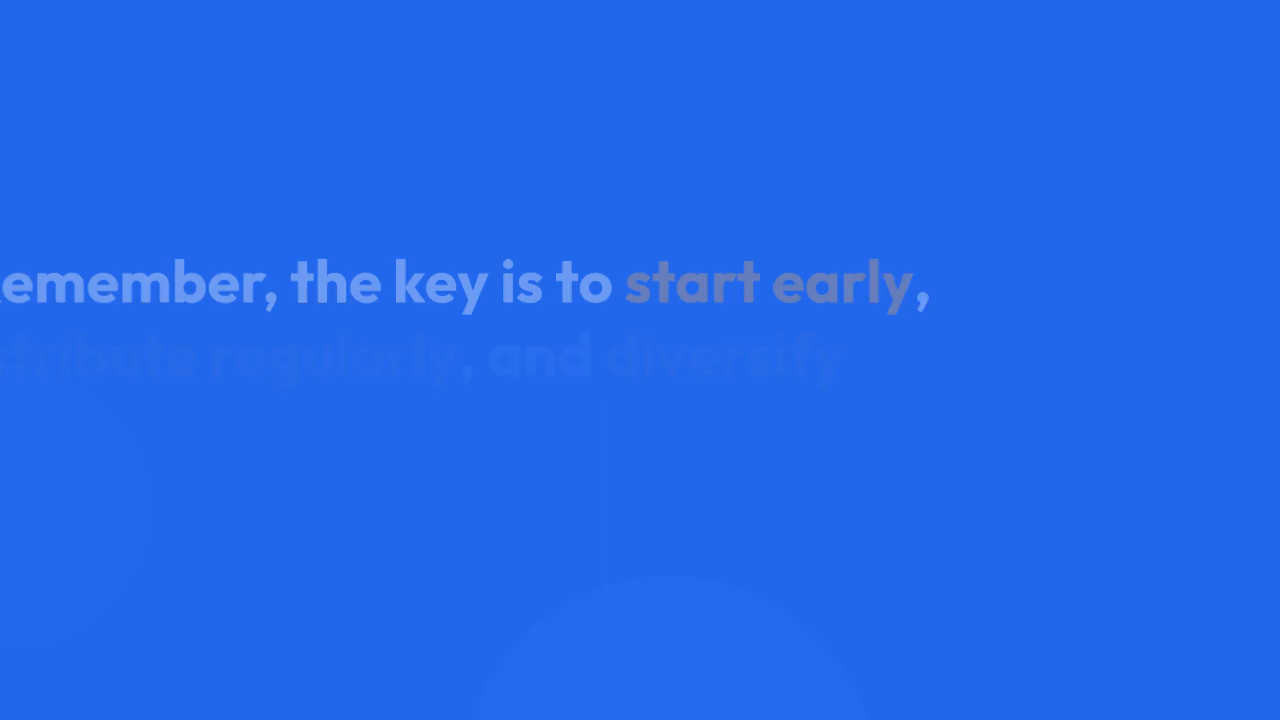 emember, the key is to start early,
tribute regularly, and diversify